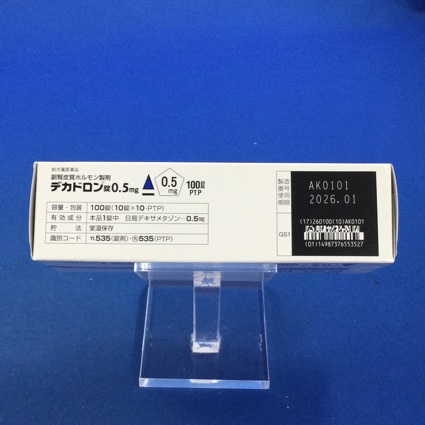 処方箋医薬品
副腎皮質ホルモン製剤
デカドロン錠0.5mg
0.5
mg
100錠
PTP
容量・包装 100錠(10錠×10・PTP)
有効成分 本品1錠中 日局デキサメタゾン…0.5mg
貯法 室温保存
識別コード 535(錠剤)・535(PTP)
製造
番号
使用
期限
AK0101
2026.01
GS1
(17)260100(10)AK0101
(01)14987376553527